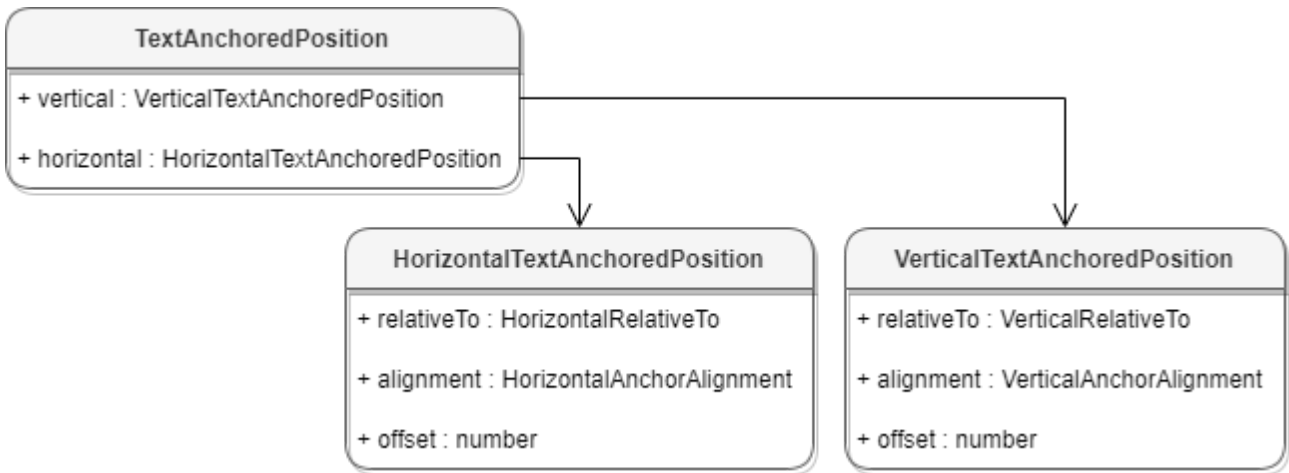 TextAnchoredPosition
+ vertical : VerticalTextAnchoredPosition
+ horizontal : HorizontalTextAnchoredPosition
HorizontalTextAnchoredPosition
+ relativeTo : HorizontalRelativeTo
+ alignment : HorizontalAnchorAlignment
+ offset : number
VerticalTextAnchoredPosition
+ relativeTo : VerticalRelativeTo
+ alignment : VerticalAnchorAlignment
+ offset : number